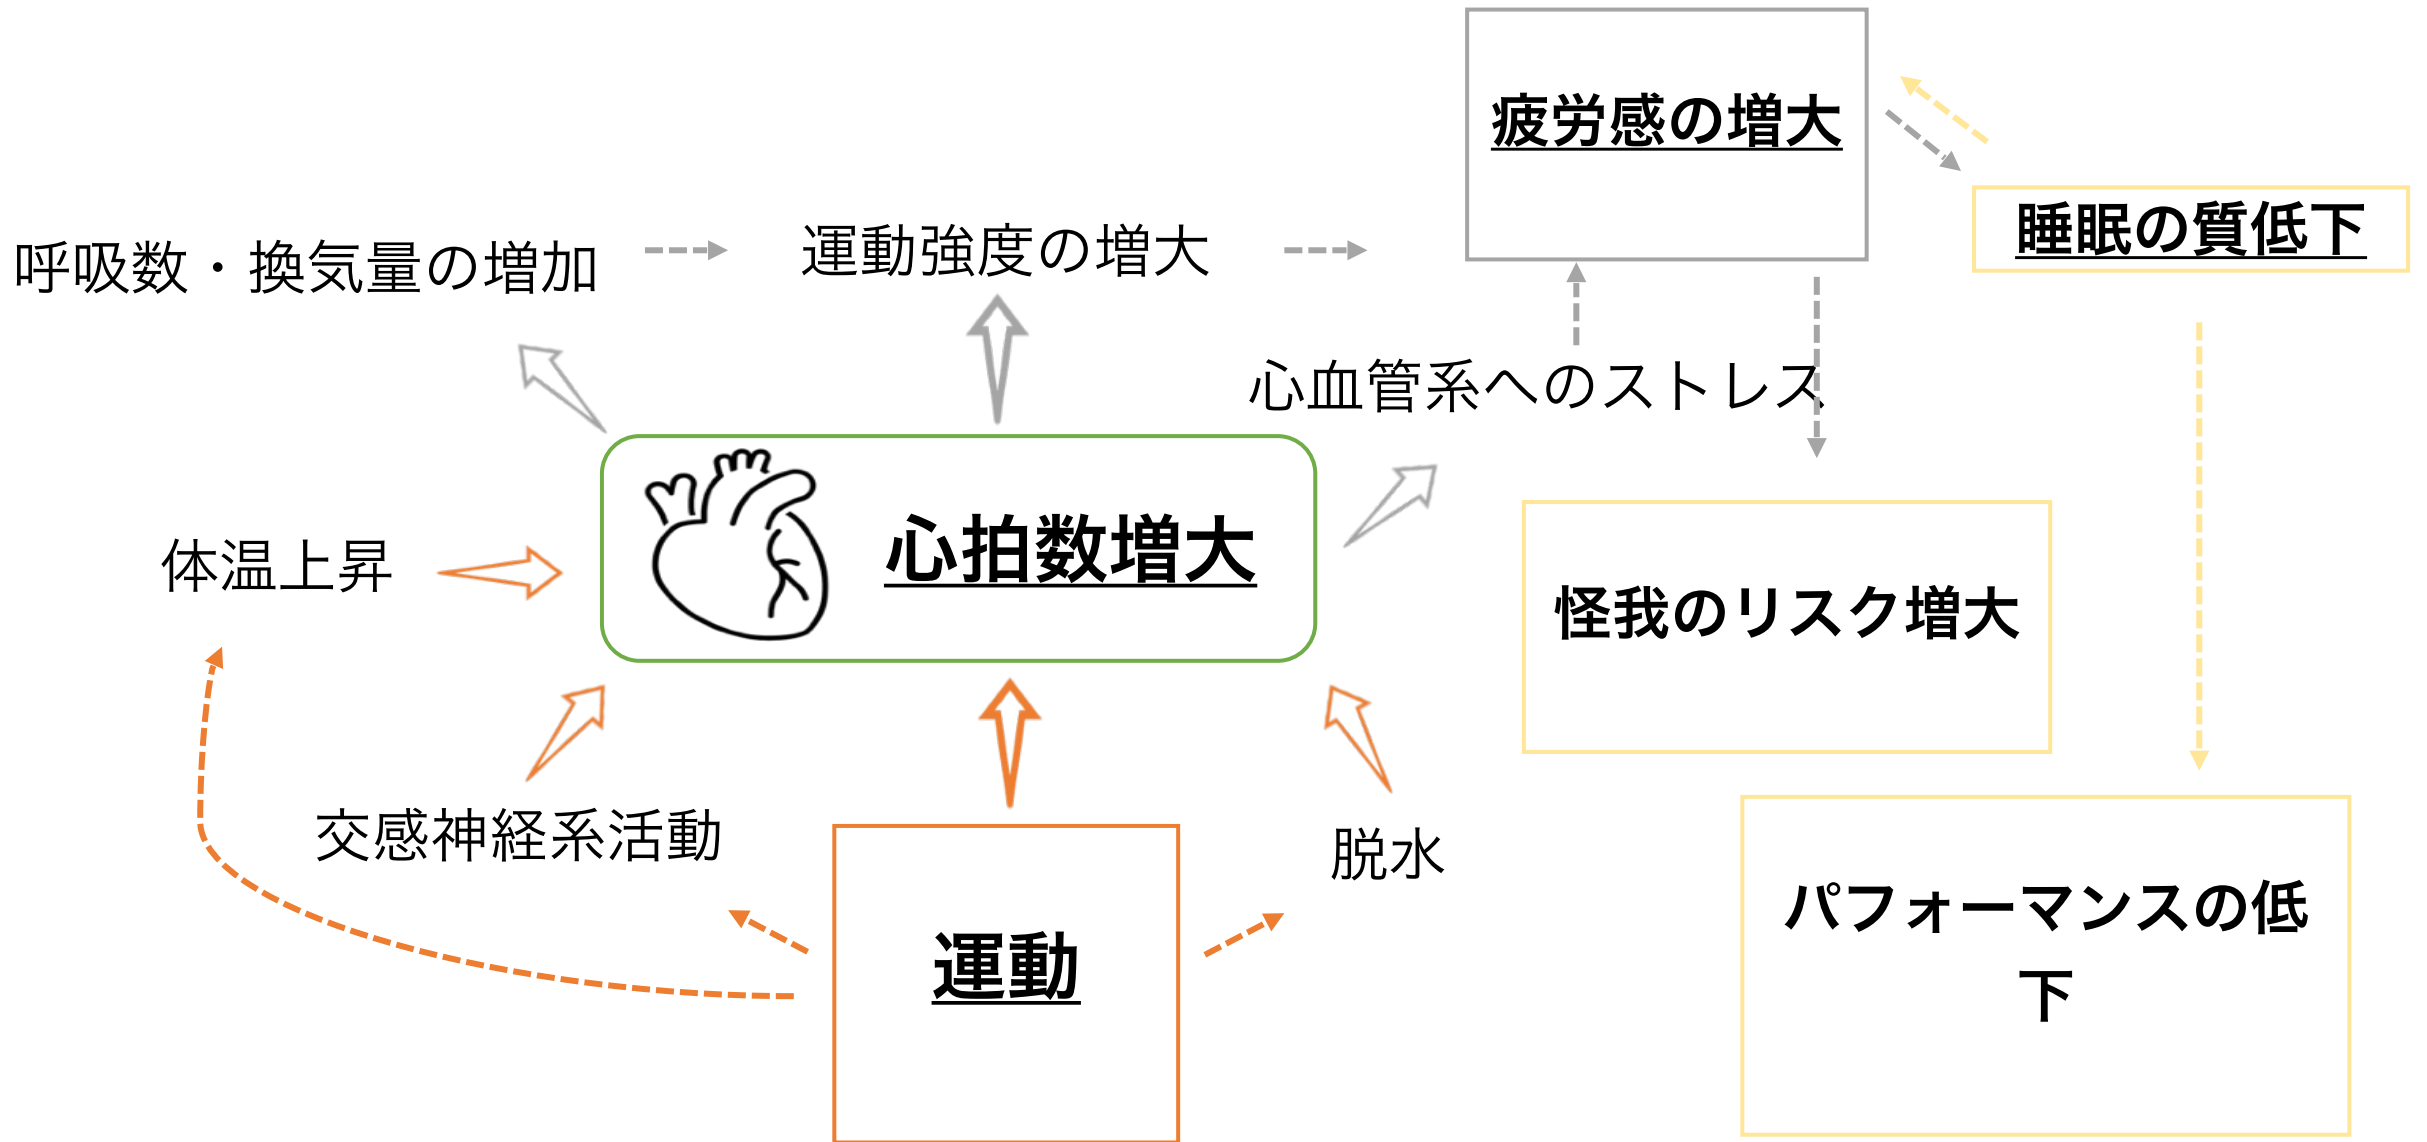 疲労感の増大
睡眠の質低下
呼吸数・換気量の増加
運動強度の増大
心血管系へのストレス
心拍数増大
体温上昇
怪我のリスク増大
交感神経系活動
脱水
運動
パフォーマンスの低
下